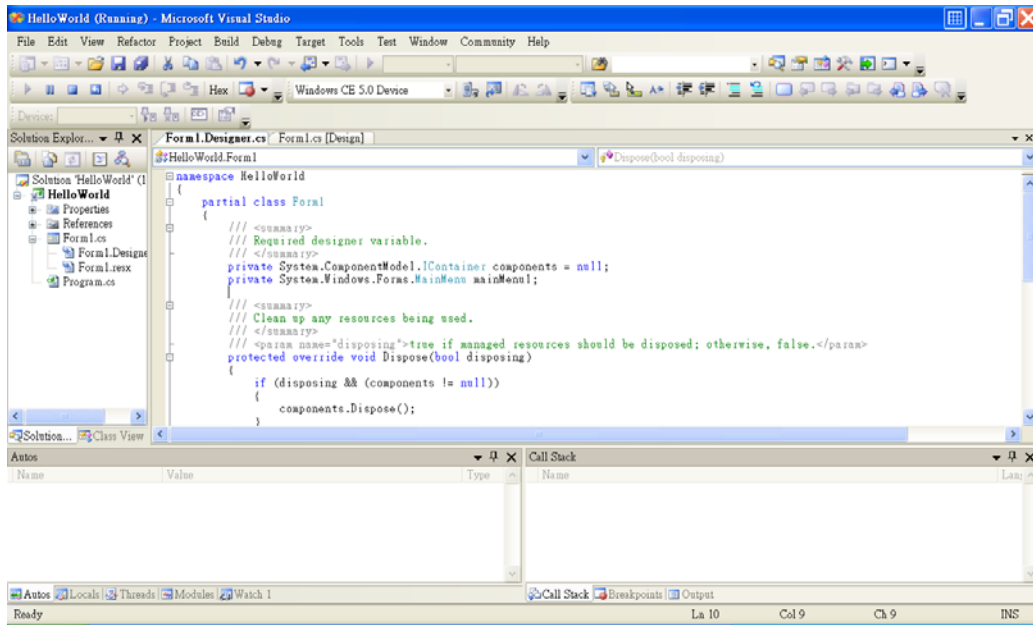 HelloWorld (Running) - Microsoft Visual Studio
File Edit View Refactor Project Build Debug Target Tools Test Window Community Help
Hex Windows CE 5.0 Device
Device:
Solution Explor...
Form1.Designer.cs Form1.cs [Design]
HelloWorld.Form1 Dispose(bool disposing)
Solution 'HelloWorld' (1
HelloWorld
Properties
References
Form1.cs
Form1.Designe
Form1.resx
Program.cs
namespace HelloWorld
{
partial class Form1
{
/// <summary>
/// Required designer variable.
/// </summary>
private System.ComponentModel.IContainer components = null;
private System.Windows.Forms.MainMenu mainMenu1;
/// <summary>
/// Clean up any resources being used.
/// </summary>
/// <param name="disposing">true if managed resources should be disposed; otherwise, false.</param>
protected override void Dispose(bool disposing)
{
if (disposing && (components != null))
{
components.Dispose();
}
Solution... Class View
Autos
Name Value Type
Call Stack
Name Lang
Autos Locals Threads Modules Watch 1
Call Stack Breakpoints Output
Ready Ln 10 Col 9 Ch 9 INS